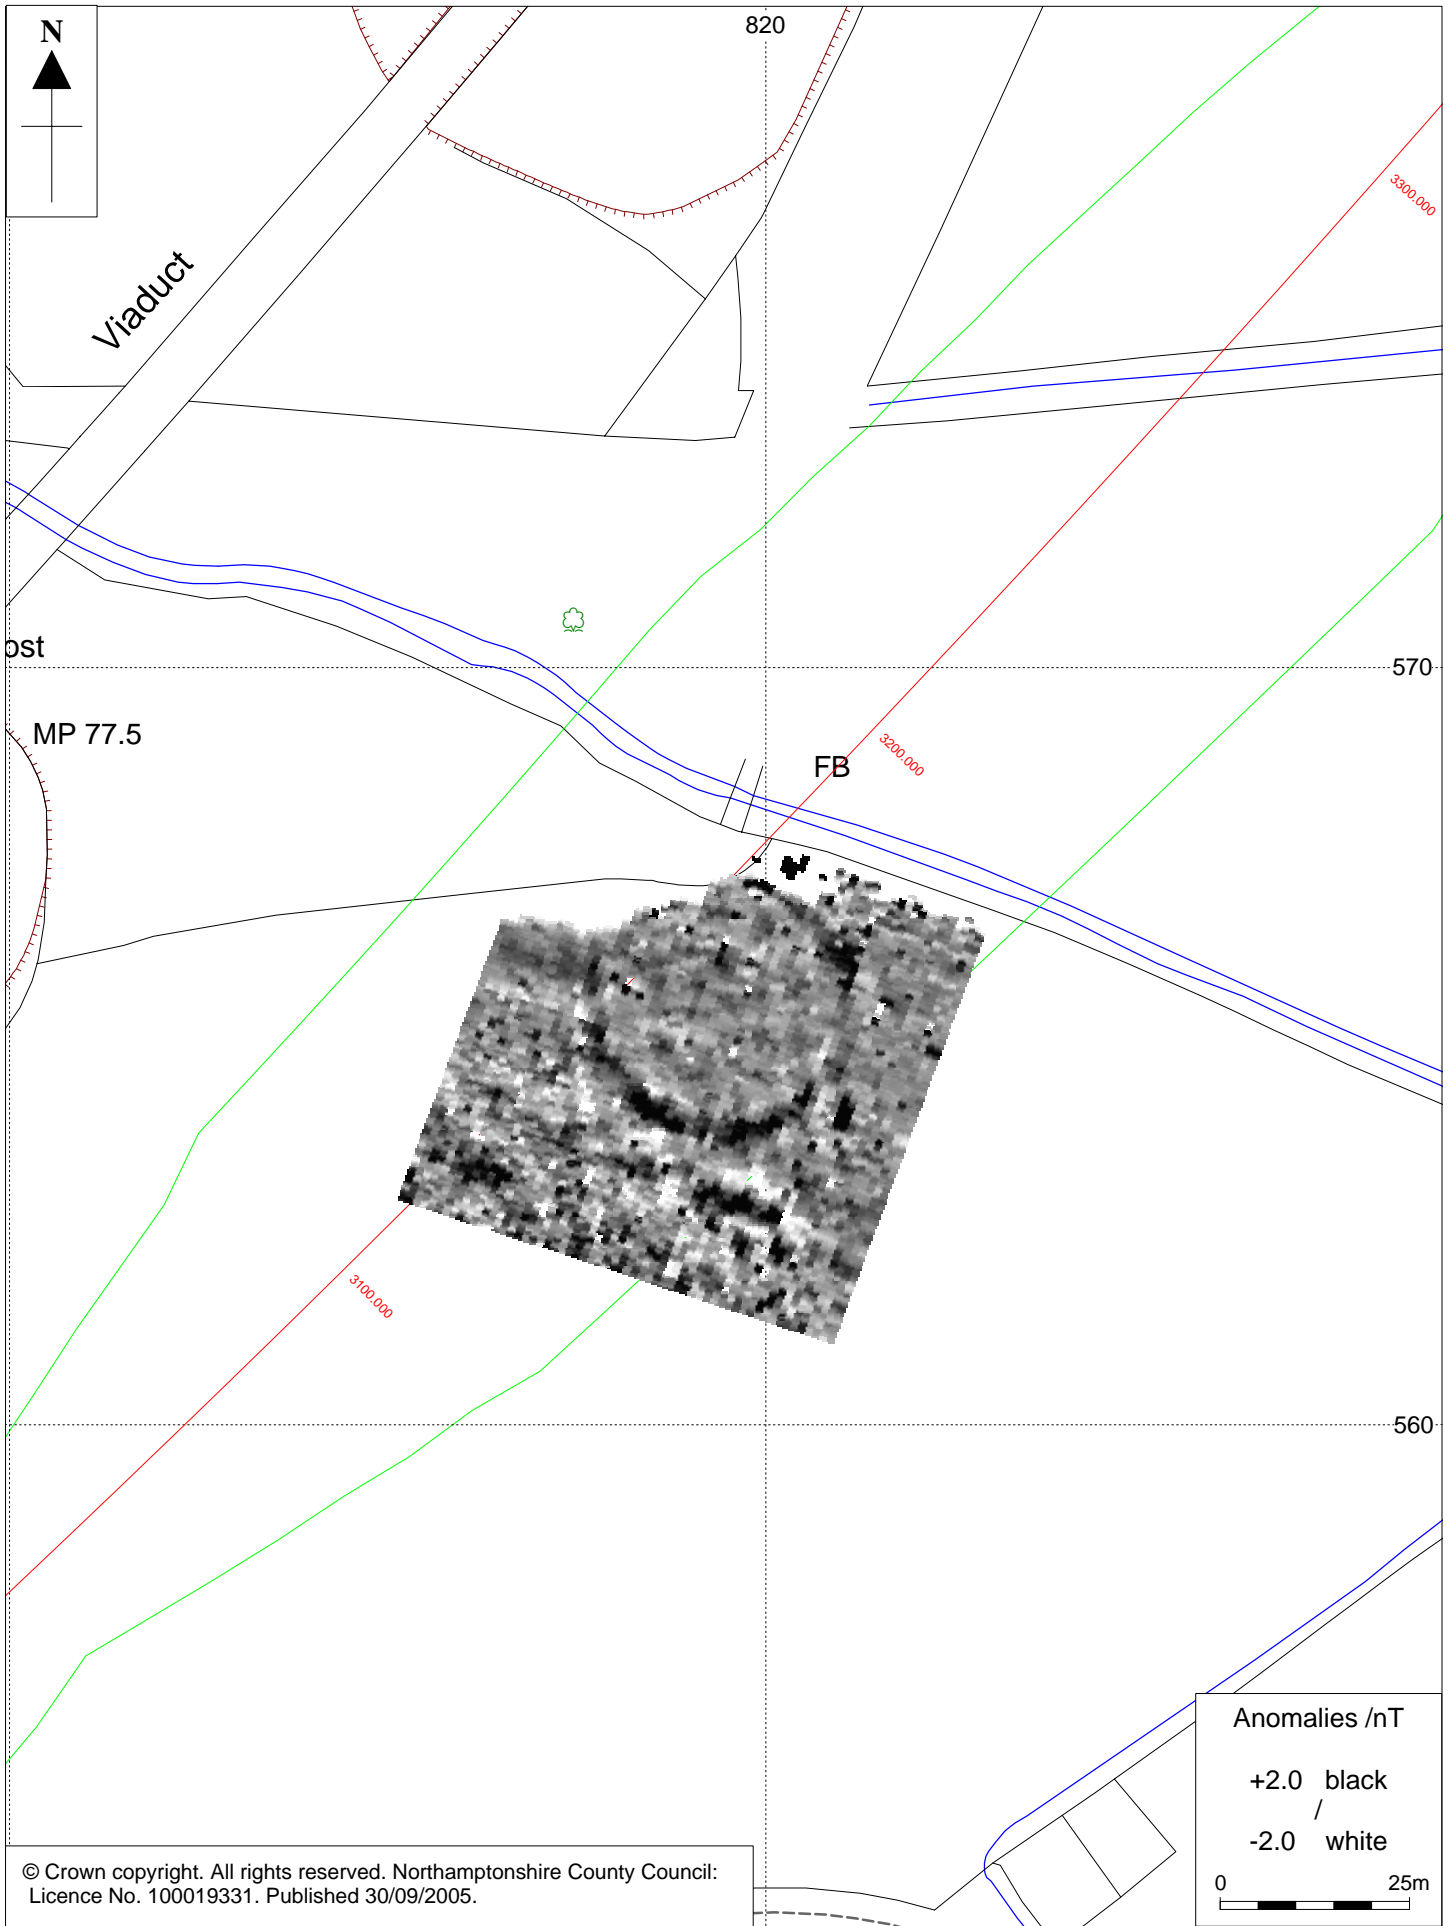 N
820
3300.000
Viaduct
ost
570
MP 77.5
3200.000
FB
3100.000
560
Anomalies /nT
+2.0 black
/
-2.0 white
0 25m
© Crown copyright. All rights reserved. Northamptonshire County Council:
Licence No. 100019331. Published 30/09/2005.